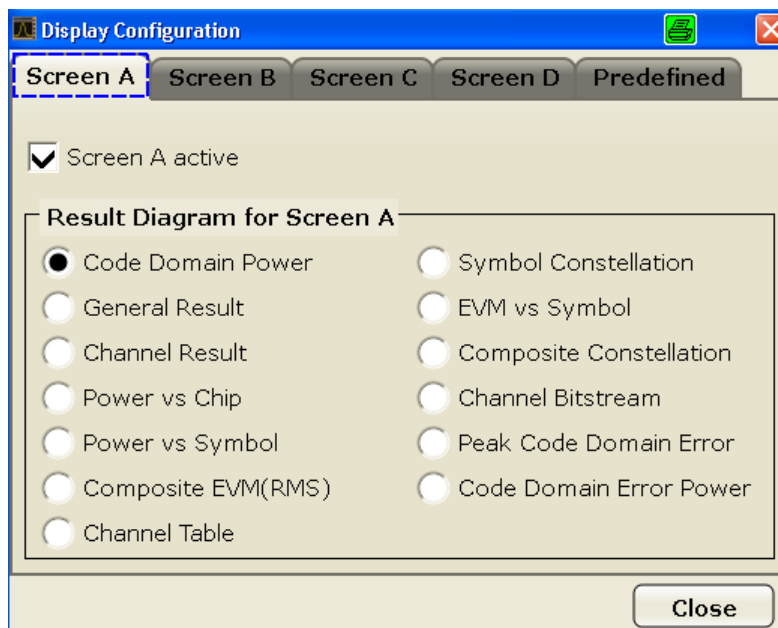 Display Configuration
Screen A Screen B Screen C Screen D Predefined
Screen A active
Result Diagram for Screen A
Code Domain Power
General Result
Channel Result
Power vs Chip
Power vs Symbol
Composite EVM(RMS)
Channel Table
Symbol Constellation
EVM vs Symbol
Composite Constellation
Channel Bitstream
Peak Code Domain Error
Code Domain Error Power
Close